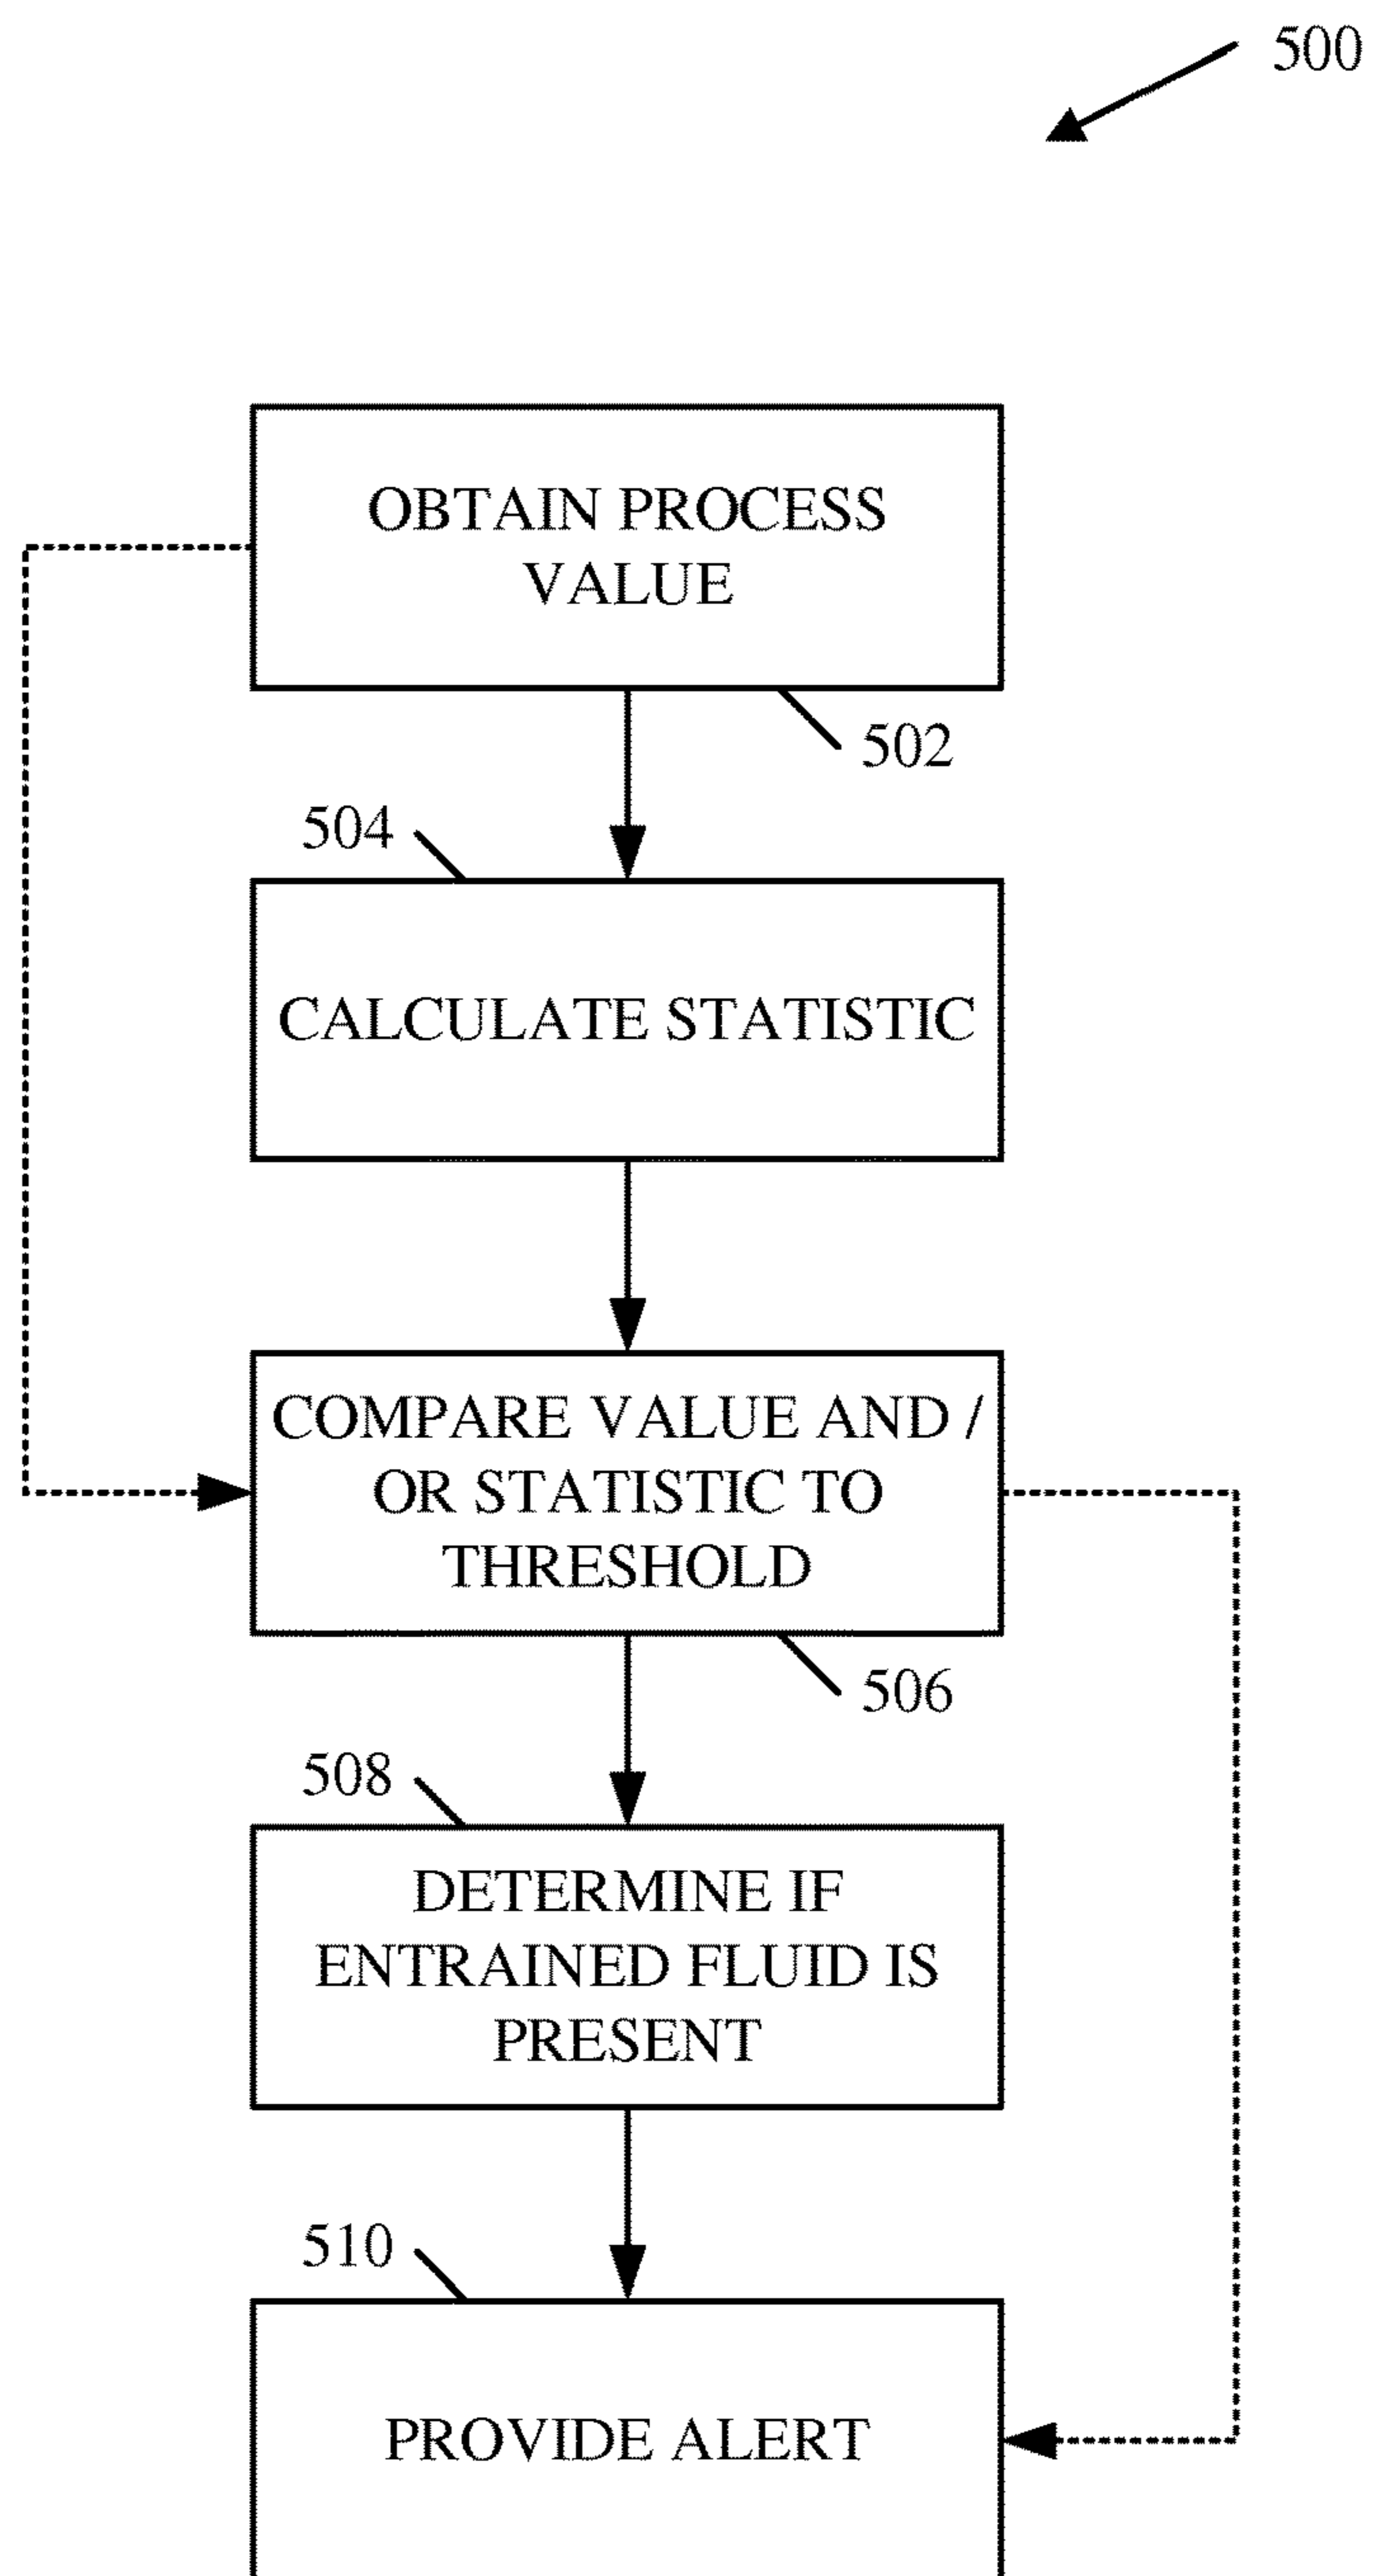 500
OBTAIN PROCESS
VALUE
502
504
CALCULATE STATISTIC
COMPARE VALUE AND /
OR STATISTIC TO
THRESHOLD
506
508
DETERMINE IF
ENTRAINED FLUID IS
PRESENT
510
PROVIDE ALERT